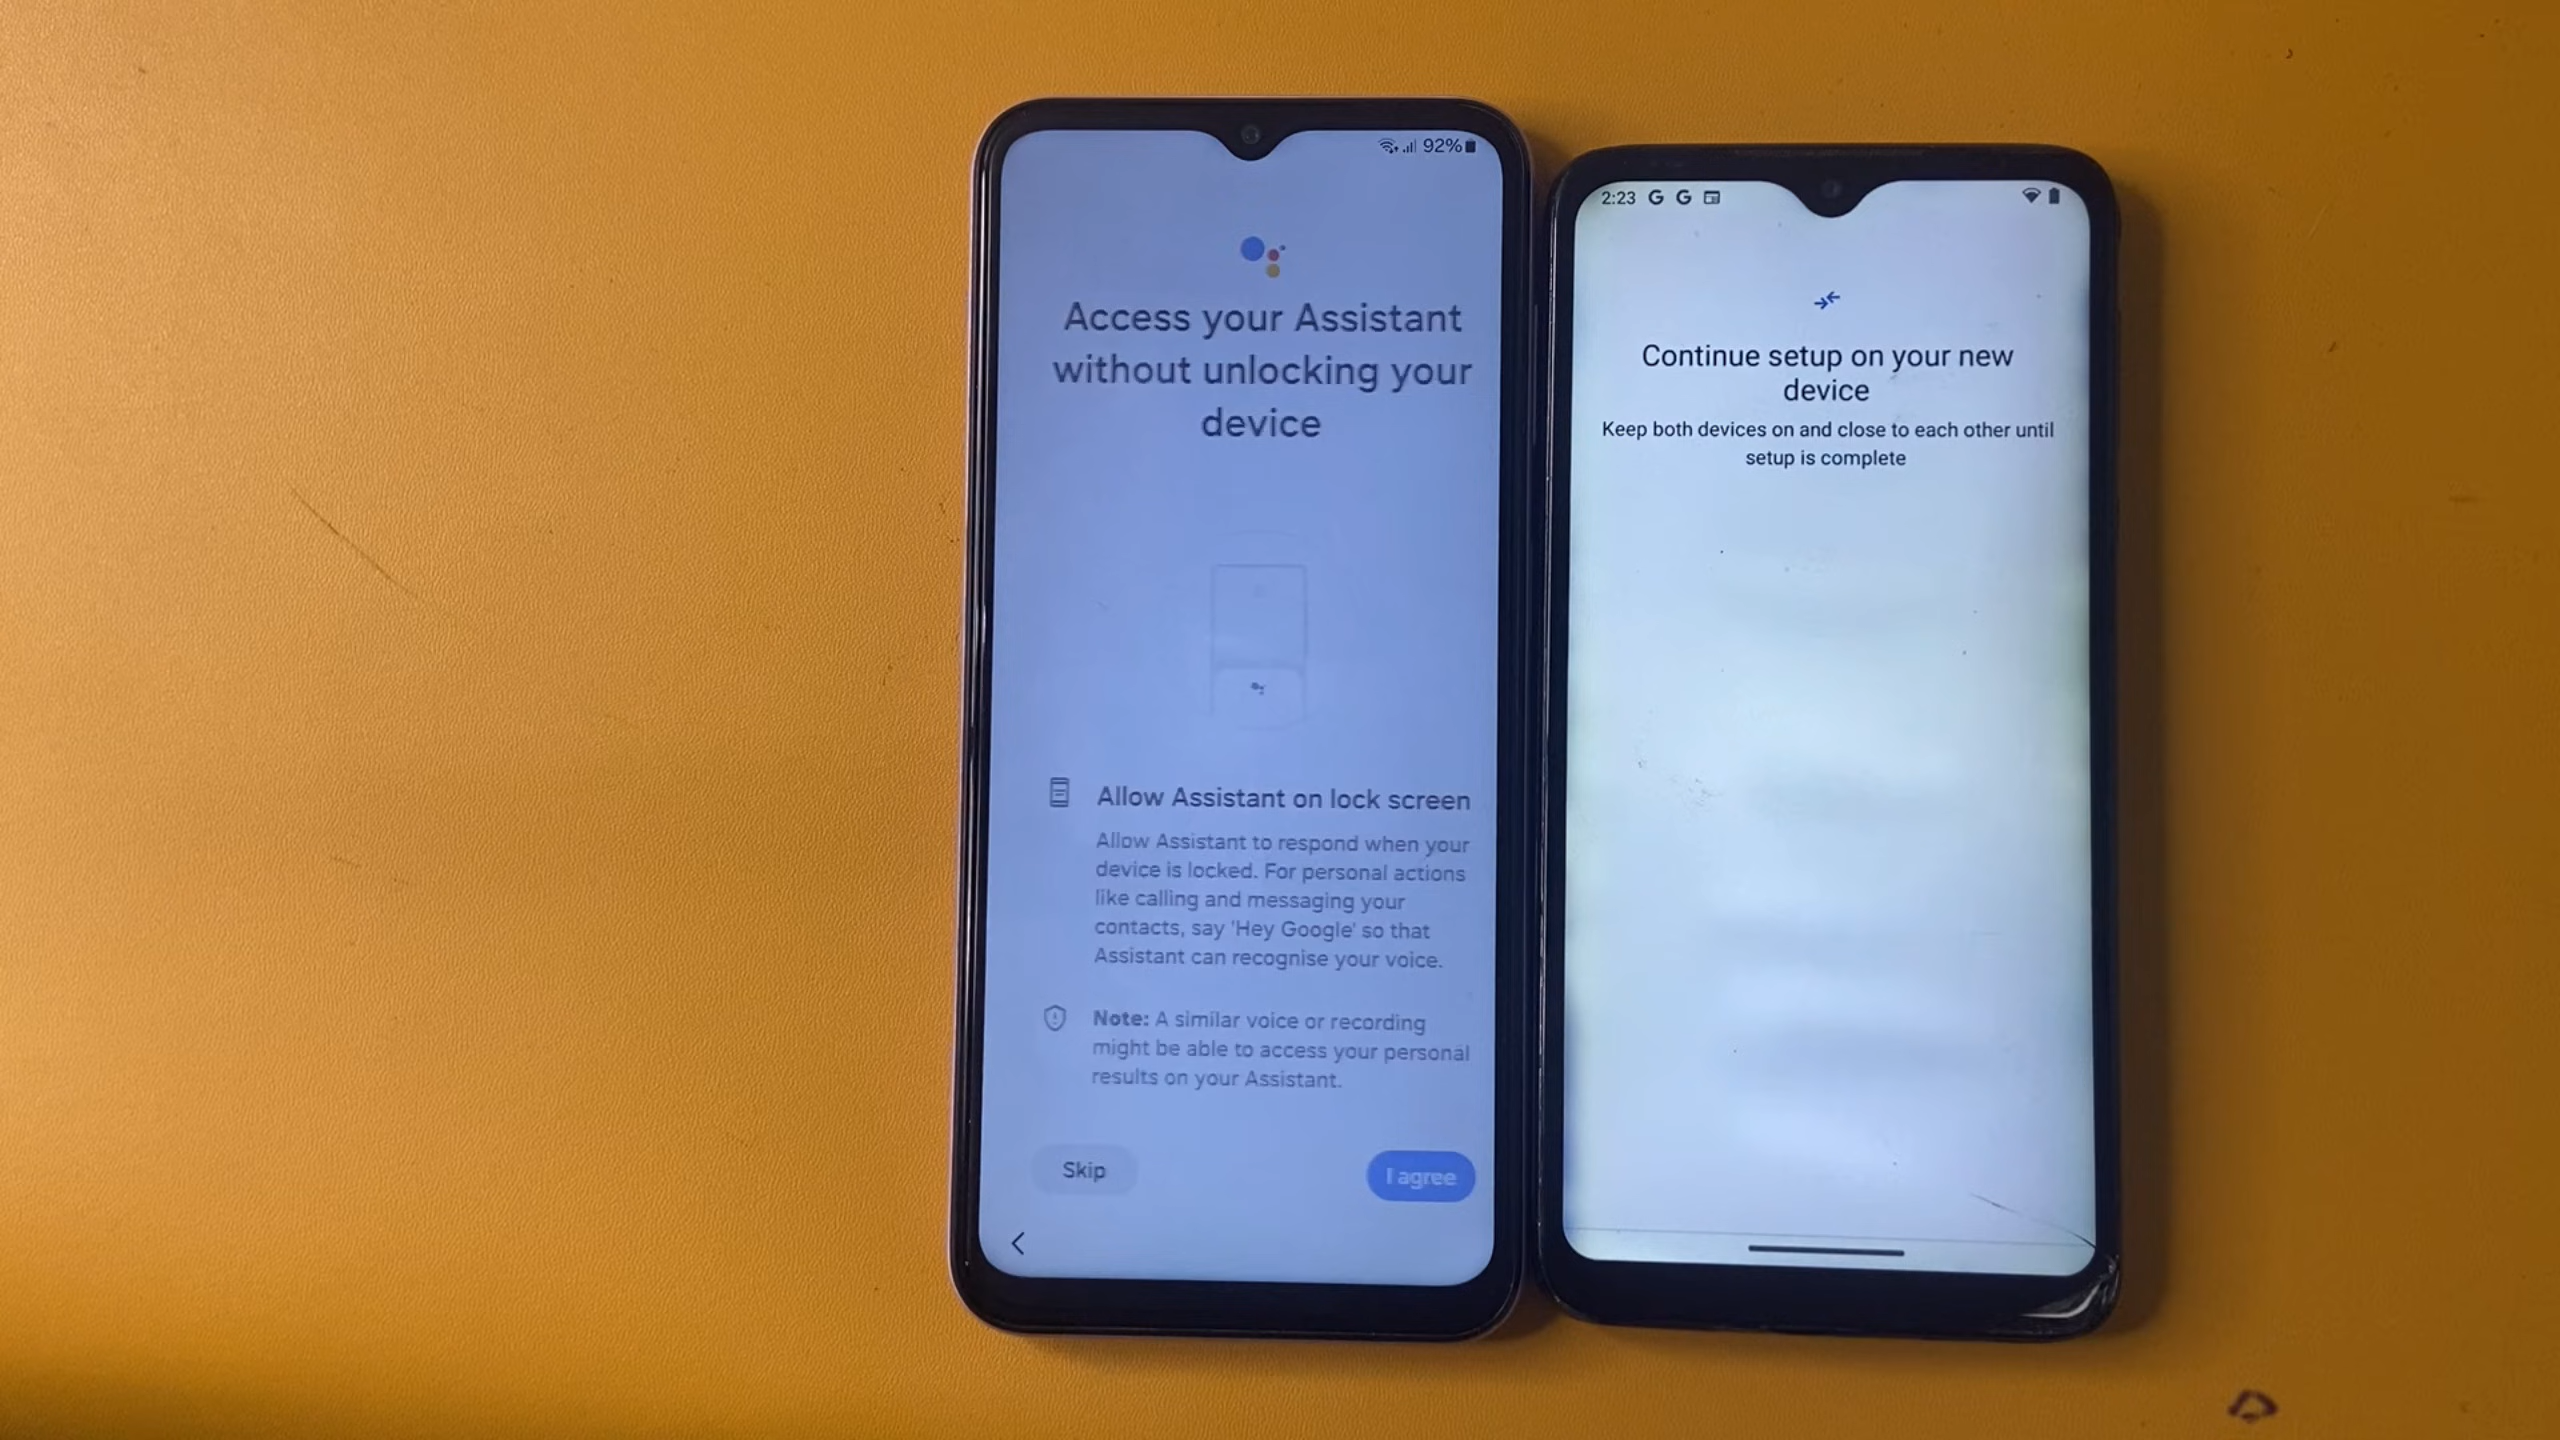 92%
Access your Assistant
without unlocking your
device
Allow Assistant on lock screen
Allow Assistant to respond when your
device is locked. For personal actions
like calling and messaging your
contacts, say 'Hey Google' so that
Assistant can recognise your voice.
Note: A similar voice or recording
might be able to access your personal
results on your Assistant.
Skip
I agree
2:23 G G
Continue setup on your new
device
Keep both devices on and close to each other until
setup is complete